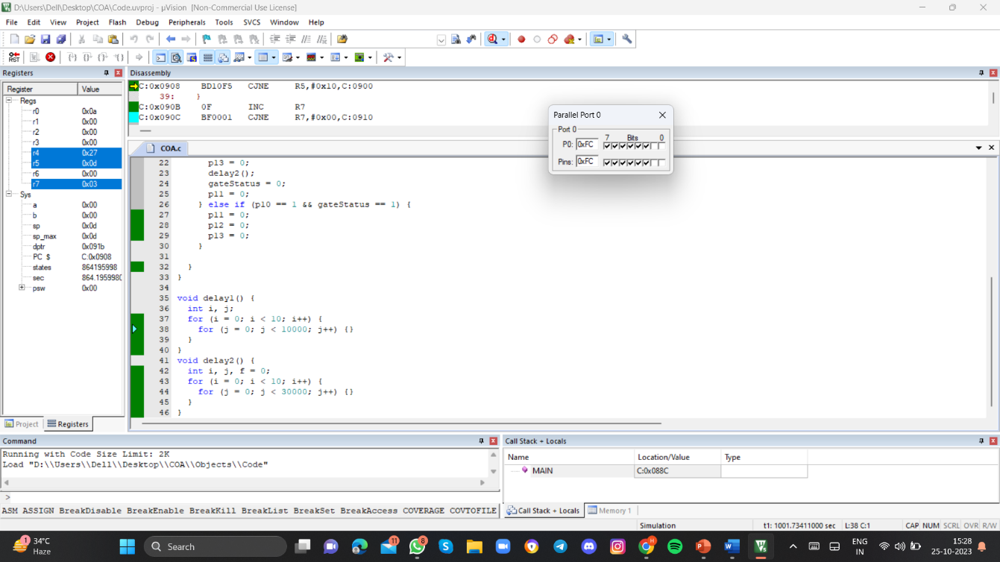 D:\Users\Dell\Desktop\COA\Code.uvproj - µVision [Non-Commercial Use License]
File Edit View Project Flash Debug Peripherals Tools SVCS Window Help
RST
Registers
Register Value
Regs
r0 0x0a
r1 0x00
r2 0x00
r3 0x00
r4 0x27
r5 0x0d
r6 0x00
r7 0x03
Sys
a 0x00
b 0x00
sp 0x0d
sp_max 0x0d
dptr 0x091b
PC $ C:0x0908
states 864195998
sec 864.1959980
psw 0x00
Project Registers
Disassembly
C:0x0908 BD10F5 CJNE R5,#0x10,C:0900
39: }
C:0x090B 0F INC R7
C:0x090C BF0001 CJNE R7,#0x00,C:0910
COA.c
22 p13 = 0;
23 delay2();
24 gateStatus = 0;
25 p11 = 0;
26 } else if (p10 == 1 && gateStatus == 1) {
27 p11 = 0;
28 p12 = 0;
29 p13 = 0;
30 }
31
32 }
33 }
34
35 void delay1() {
36 int i, j;
37 for (i = 0; i < 10; i++) {
38 for (j = 0; j < 10000; j++) {}
39 }
40 }
41 void delay2() {
42 int i, j, f = 0;
43 for (i = 0; i < 10; i++) {
44 for (j = 0; j < 30000; j++) {}
45 }
46 }
Parallel Port 0
Port 0
7 Bits 0
P0: 0xFC
Pins: 0xFC
Command
Running with Code Size Limit: 2K
Load "D:\\Users\\Dell\\Desktop\\COA\\Objects\\Code"
>
ASM ASSIGN BreakDisable BreakEnable BreakKill BreakList BreakSet BreakAccess COVERAGE COVTOFILE
Call Stack + Locals
Name Location/Value Type
MAIN C:0x088C
Call Stack + Locals Memory 1
Simulation t1: 1001.73411000 sec L:38 C:1 CAP NUM SCRL OVR R/W
1
34°C
Haze
Search
11
8
H
ENG
IN
15:28
25-10-2023